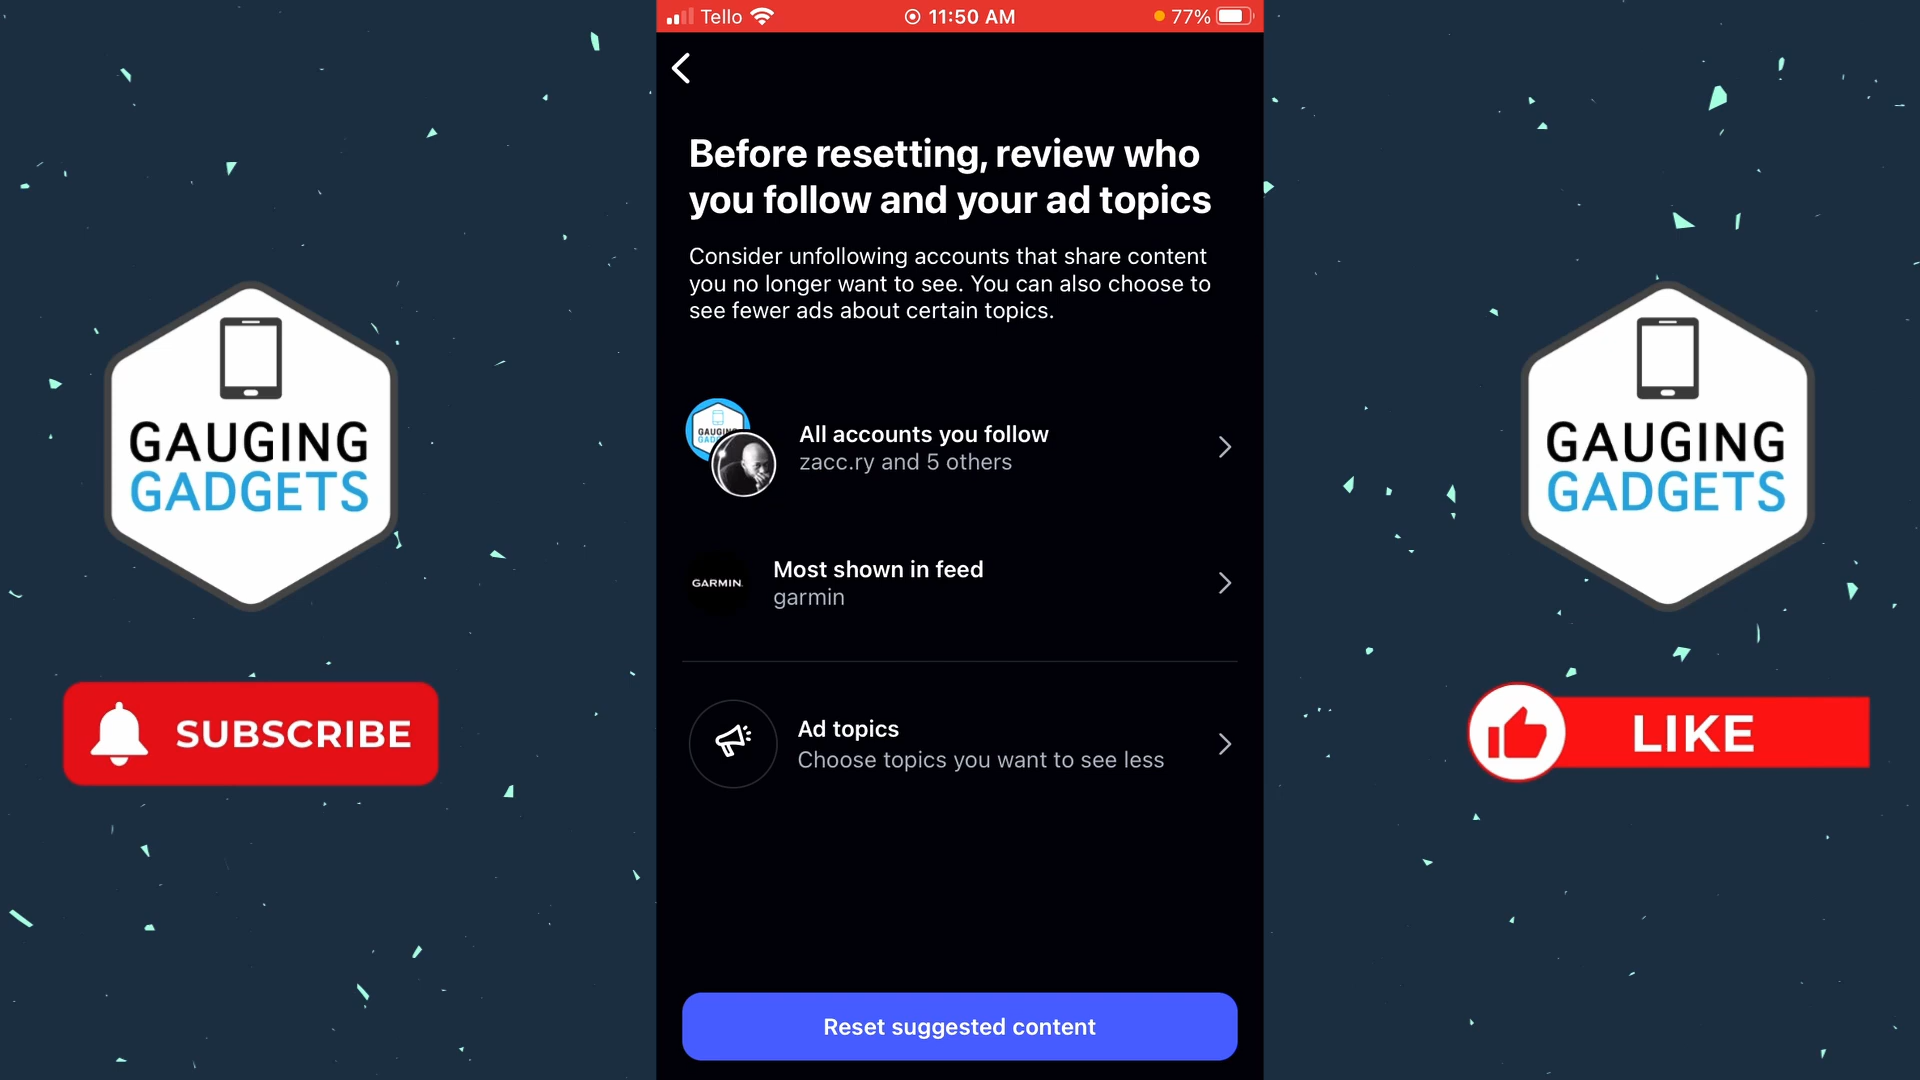 Tello
11:50 AM
77%
Before resetting, review who
you follow and your ad topics
Consider unfollowing accounts that share content
you no longer want to see. You can also choose to
see fewer ads about certain topics.
All accounts you follow
zacc.ry and 5 others
GARMIN.
Most shown in feed
garmin
Ad topics
Choose topics you want to see less
Reset suggested content
GAUGING
GADGETS
SUBSCRIBE
GAUGING
GADGETS
LIKE